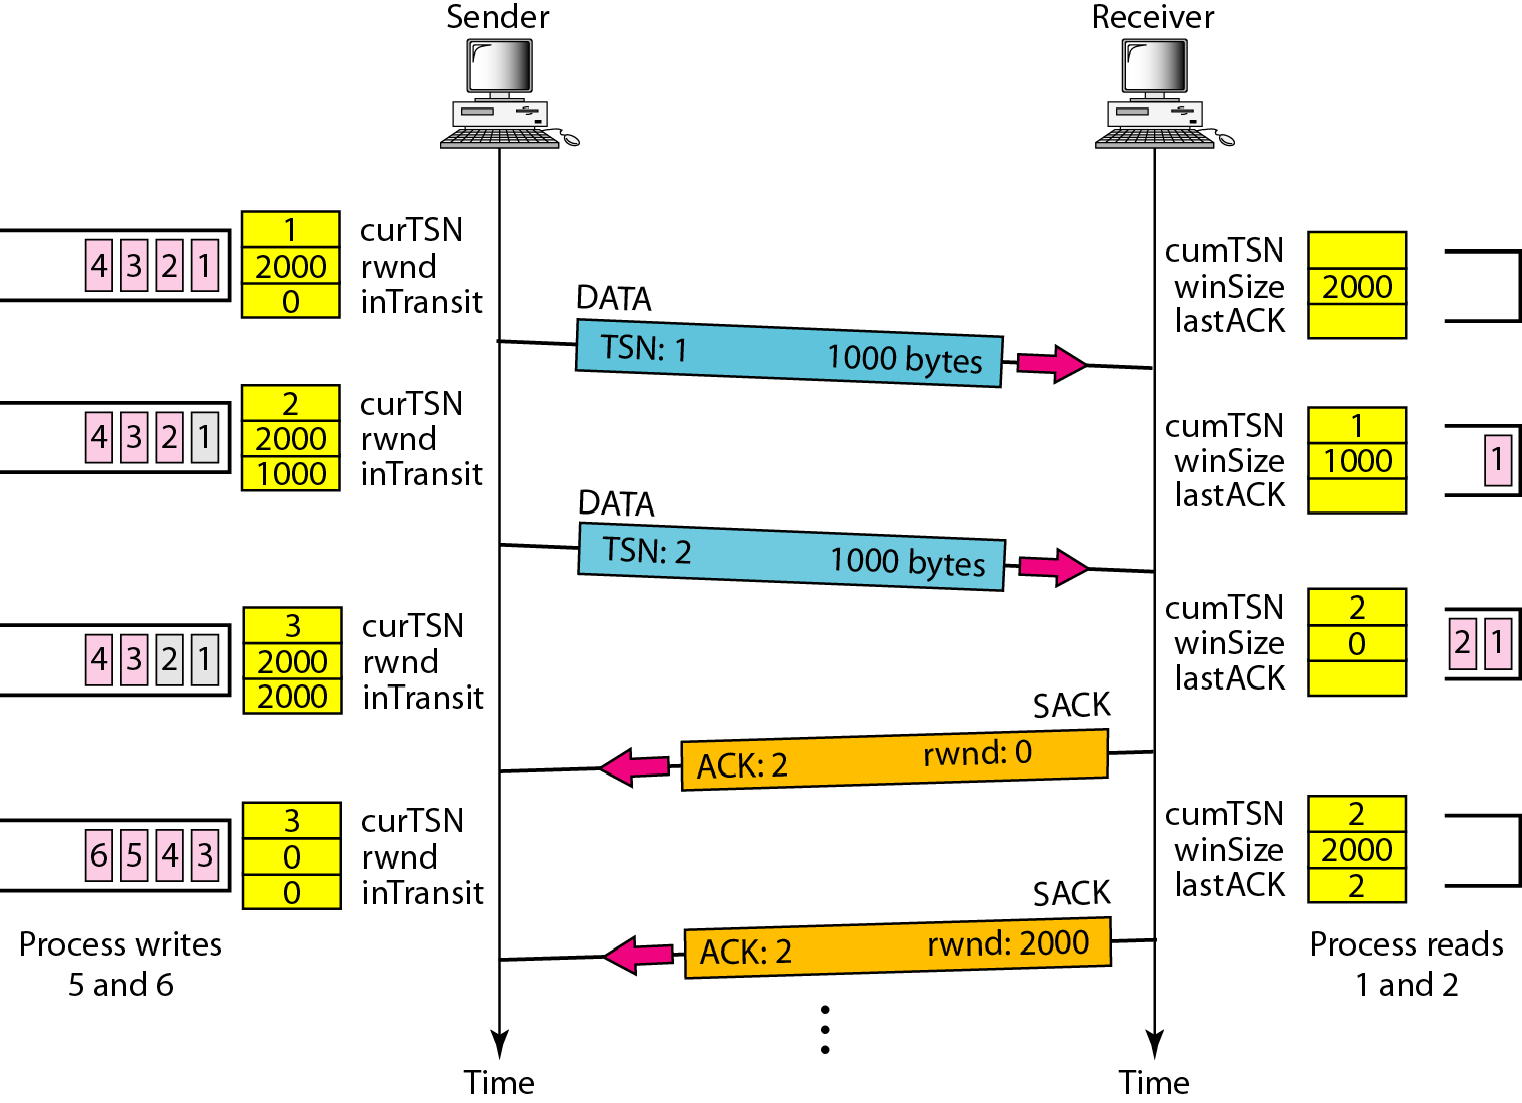 Sender
Receiver
4 3 2 1
1 curTSN
2000 rwnd
0 inTransit
cumTSN
winSize 2000
lastACK
DATA
TSN: 1 1000 bytes
4 3 2 1
2 curTSN
2000 rwnd
1000 inTransit
cumTSN 1
winSize 1000
lastACK
1
DATA
TSN: 2 1000 bytes
4 3 2 1
3 curTSN
2000 rwnd
2000 inTransit
cumTSN 2
winSize 0
lastACK
2 1
SACK
ACK: 2 rwnd: 0
6 5 4 3
3 curTSN
0 rwnd
0 inTransit
cumTSN 2
winSize 2000
lastACK 2
SACK
ACK: 2 rwnd: 2000
Process writes
5 and 6
Process reads
1 and 2
Time
Time